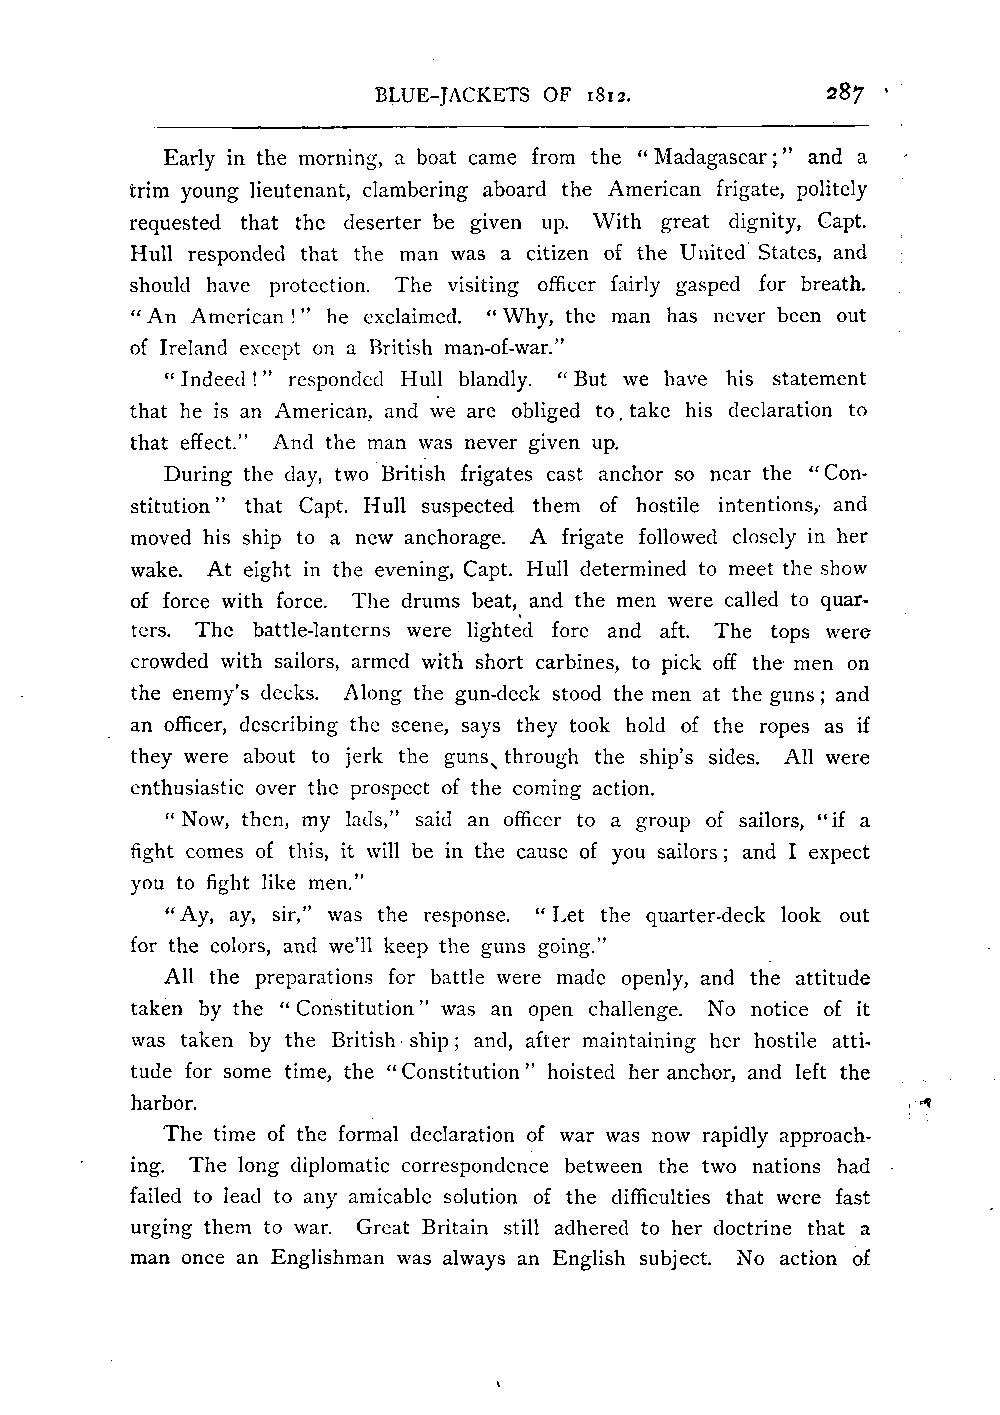 BLUE-JACKETS OF 1812. 287
Early in the morning, a boat came from the "Madagascar;" and a
trim young lieutenant, clambering aboard the American frigate, politely
requested that the deserter be given up. With great dignity, Capt.
Hull responded that the man was a citizen of the United States, and
should have protection. The visiting officer fairly gasped for breath.
"An American!" he exclaimed. "Why, the man has never been out
of Ireland except on a British man-of-war."
"Indeed!" responded Hull blandly. "But we have his statement
that he is an American, and we are obliged to take his declaration to
that effect." And the man was never given up.
During the day, two British frigates cast anchor so near the "Con-
stitution" that Capt. Hull suspected them of hostile intentions, and
moved his ship to a new anchorage. A frigate followed closely in her
wake. At eight in the evening, Capt. Hull determined to meet the show
of force with force. The drums beat, and the men were called to quar-
ters. The battle-lanterns were lighted fore and aft. The tops were
crowded with sailors, armed with short carbines, to pick off the men on
the enemy's decks. Along the gun-deck stood the men at the guns; and
an officer, describing the scene, says they took hold of the ropes as if
they were about to jerk the guns through the ship's sides. All were
enthusiastic over the prospect of the coming action.
"Now, then, my lads," said an officer to a group of sailors, "if a
fight comes of this, it will be in the cause of you sailors; and I expect
you to fight like men."
"Ay, ay, sir," was the response. "Let the quarter-deck look out
for the colors, and we'll keep the guns going."
All the preparations for battle were made openly, and the attitude
taken by the "Constitution" was an open challenge. No notice of it
was taken by the British ship; and, after maintaining her hostile atti-
tude for some time, the "Constitution" hoisted her anchor, and left the
harbor.
The time of the formal declaration of war was now rapidly approach-
ing. The long diplomatic correspondence between the two nations had
failed to lead to any amicable solution of the difficulties that were fast
urging them to war. Great Britain still adhered to her doctrine that a
man once an Englishman was always an English subject. No action of